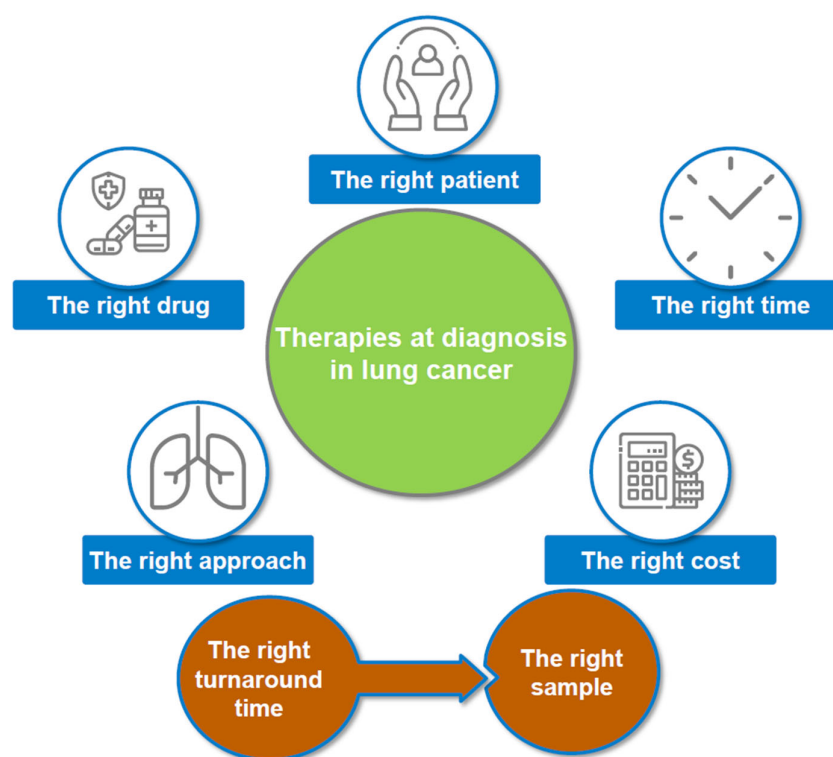 The right patient
The right drug
The right time
Therapies at diagnosis
in lung cancer
$
The right approach
The right cost
The right
turnaround
time
The right
sample